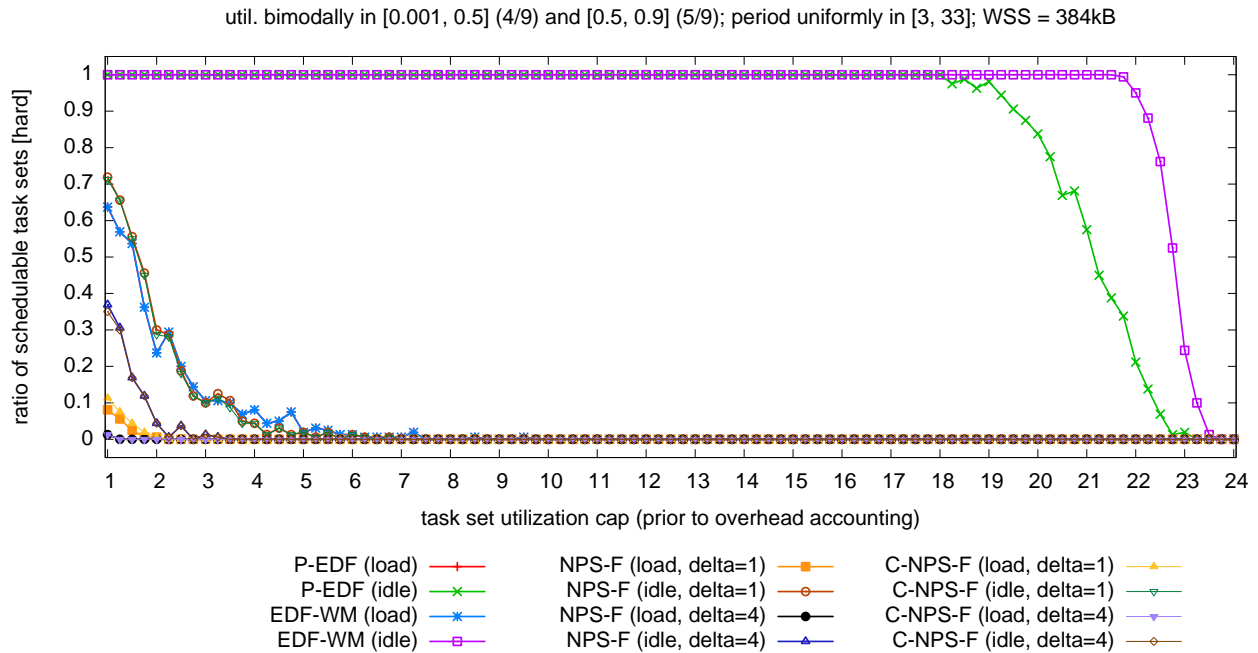 util. bimodally in [0.001, 0.5] (4/9) and [0.5, 0.9] (5/9); period uniformly in [3, 33]; WSS = 384kB
ratio of schedulable task sets [hard]
1
0.9
0.8
0.7
0.6
0.5
0.4
0.3
0.2
0.1
0
1 2 3 4 5 6 7 8 9 10 11 12 13 14 15 16 17 18 19 20 21 22 23 24
task set utilization cap (prior to overhead accounting)
P-EDF (load) NPS-F (load, delta=1) C-NPS-F (load, delta=1)
P-EDF (idle) NPS-F (idle, delta=1) C-NPS-F (idle, delta=1)
EDF-WM (load) NPS-F (load, delta=4) C-NPS-F (load, delta=4)
EDF-WM (idle) NPS-F (idle, delta=4) C-NPS-F (idle, delta=4)